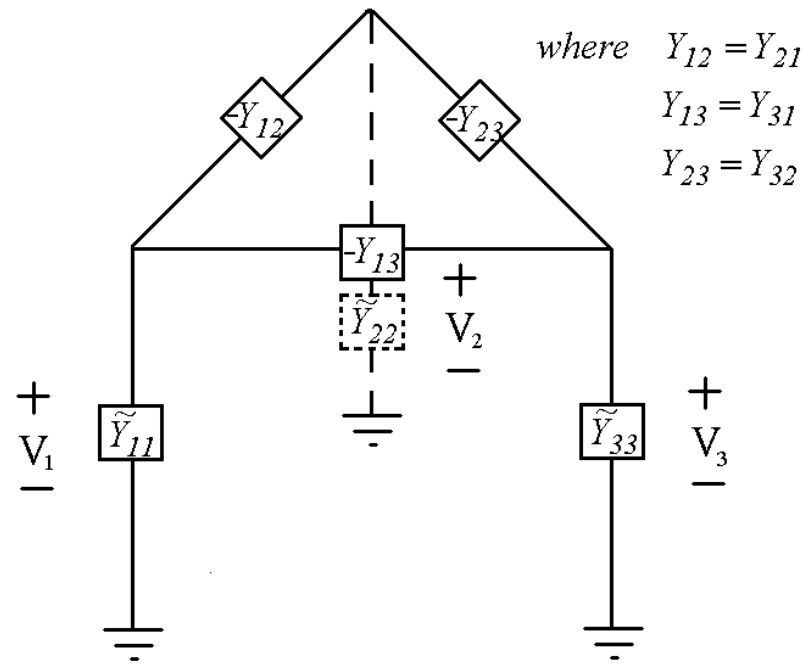 where Y₁₂ = Y₂₁
Y₁₃ = Y₃₁
Y₂₃ = Y₃₂
-Y₁₂
-Y₂₃
-Y₁₃
Ỹ₂₂
+
V₂
−
+
V₁
−
Ỹ₁₁
Ỹ₃₃
+
V₃
−